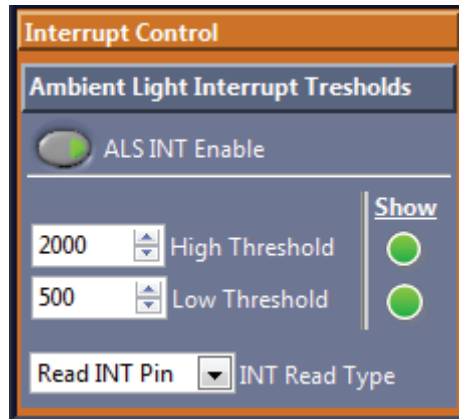 Interrupt Control
Ambient Light Interrupt Tresholds
ALS INT Enable
Show
2000 High Threshold
500 Low Threshold
Read INT Pin INT Read Type